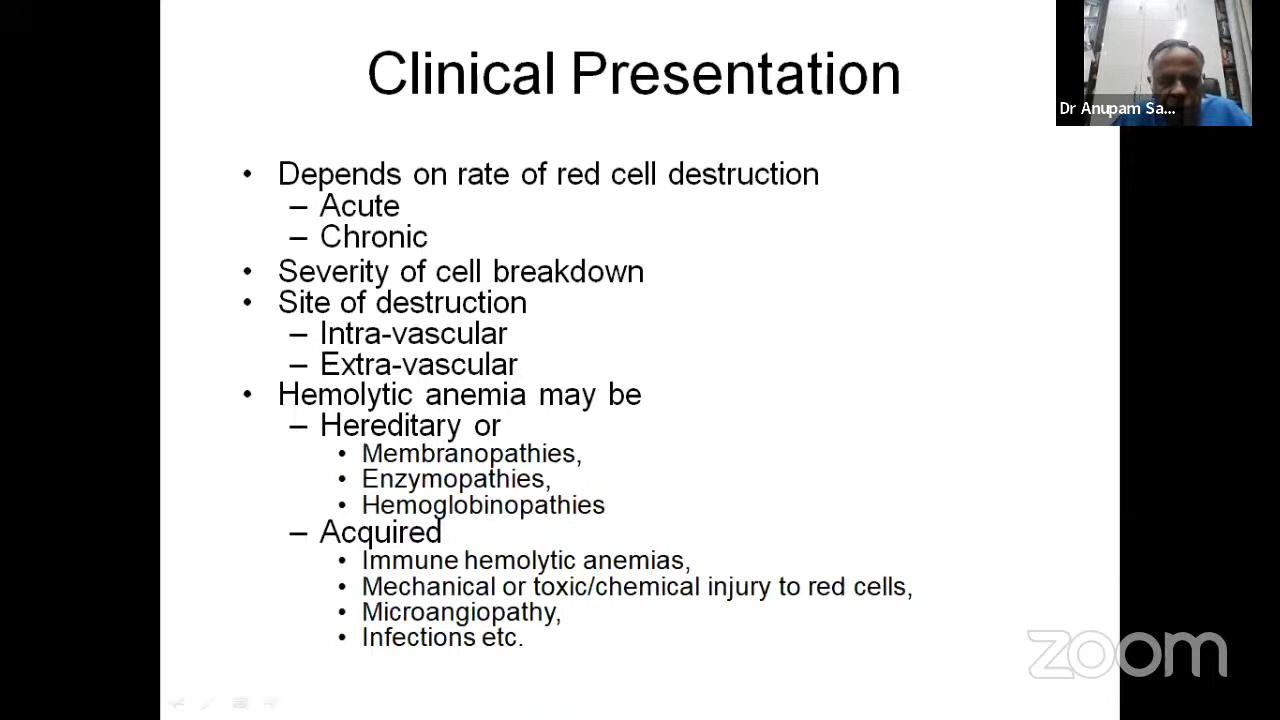 Clinical Presentation
Dr Anupam Sa...
• Depends on rate of red cell destruction
– Acute
– Chronic
• Severity of cell breakdown
• Site of destruction
– Intra-vascular
– Extra-vascular
• Hemolytic anemia may be
– Hereditary or
• Membranopathies,
• Enzymopathies,
• Hemoglobinopathies
– Acquired
• Immune hemolytic anemias,
• Mechanical or toxic/chemical injury to red cells,
• Microangiopathy,
• Infections etc.
zoom